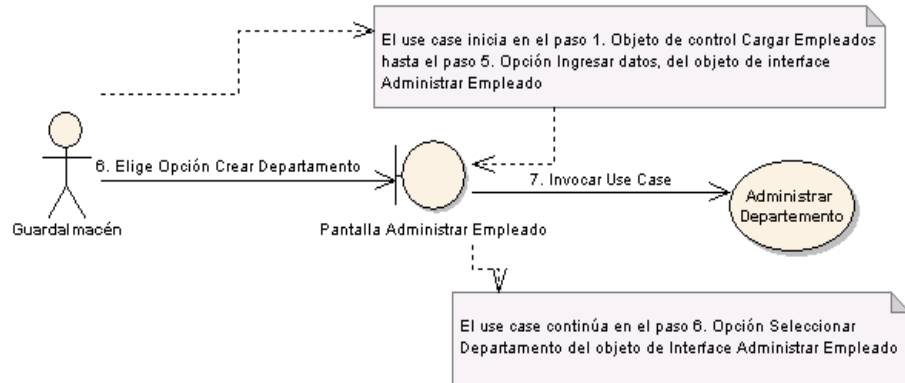 El use case inicia en el paso 1. Objeto de control Cargar Empleados
hasta el paso 5. Opción Ingresar datos, del objeto de interface
Administrar Empleado
6. Elige Opción Crear Departamento
7. Invocar Use Case
Administrar
Departemento
Guardalmacén
Pantalla Administrar Empleado
El use case continúa en el paso 6. Opción Seleccionar
Departamento del objeto de Interface Administrar Empleado